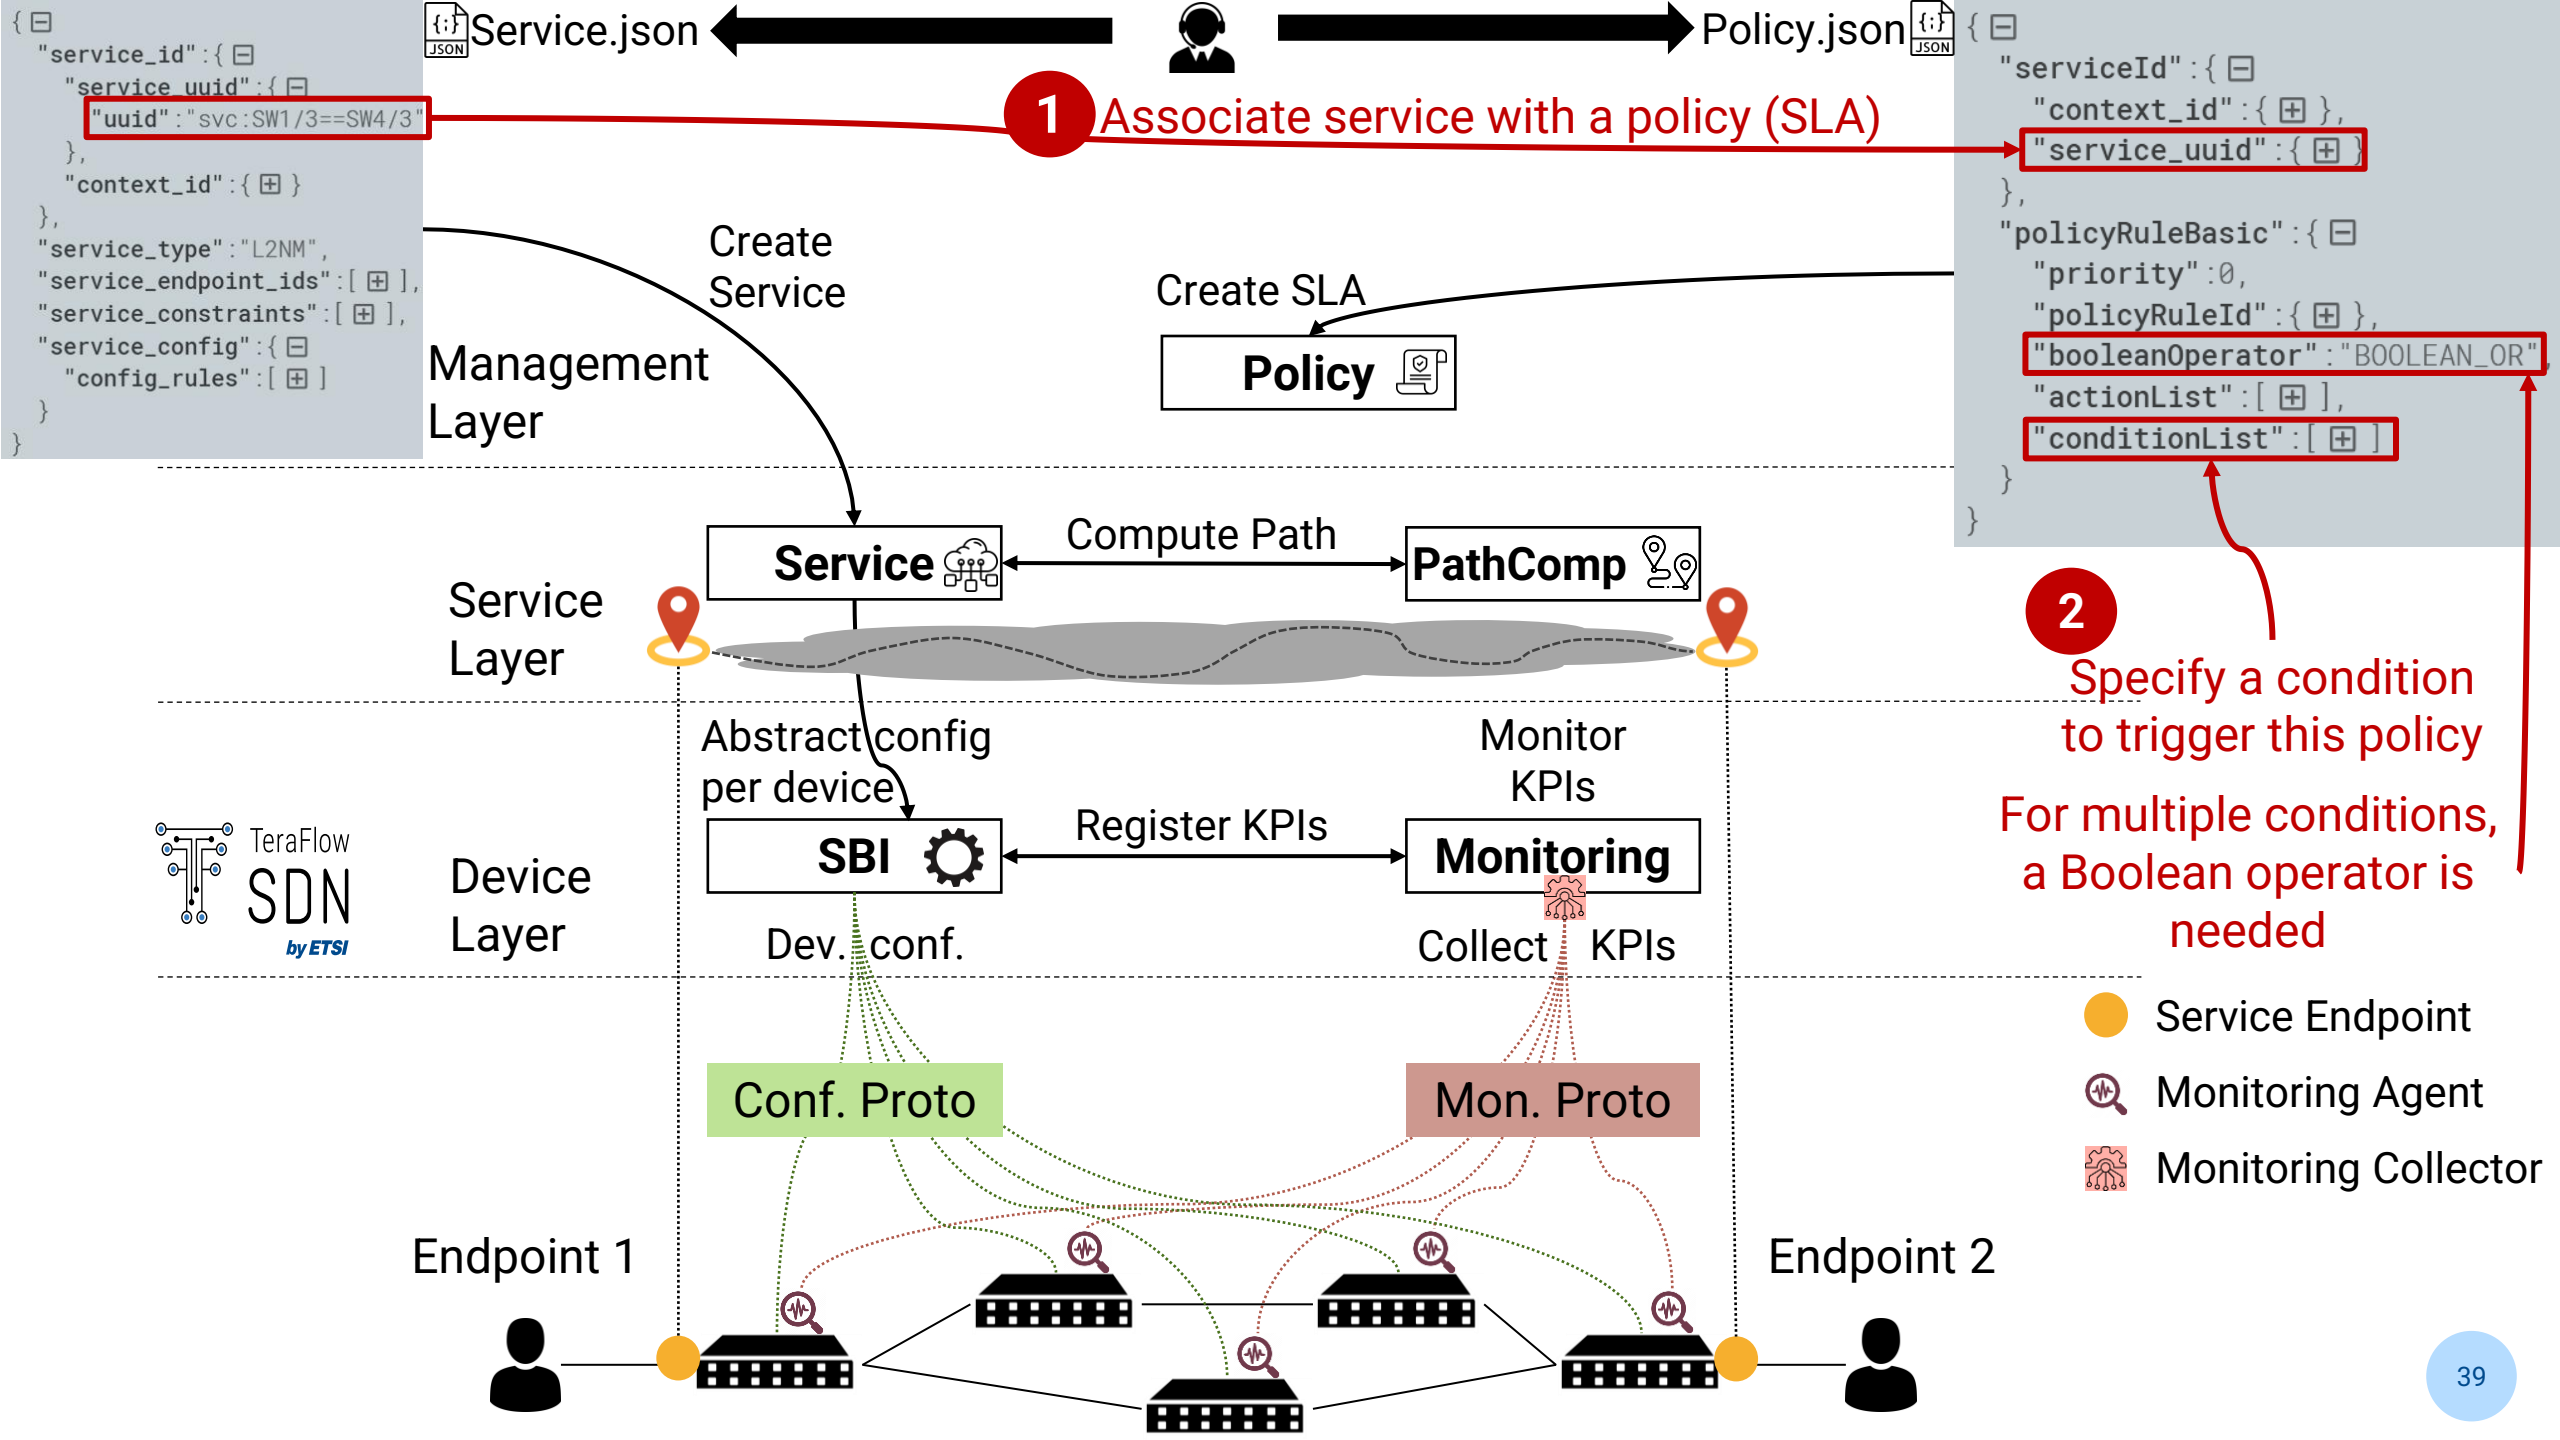 {
"service_id":{
"service_uuid":{
"uuid":"svc:SW1/3==SW4/3"
},
"context_id":{ }
},
"service_type":"L2NM",
"service_endpoint_ids":[ ],
"service_constraints":[ ],
"service_config":{
"config_rules":[ ]
}
}
{;}
JSON
Service.json
Policy.json
{;}
JSON
1
Associate service with a policy (SLA)
{
"serviceId":{
"context_id":{ },
"service_uuid":{ }
},
"policyRuleBasic":{
"priority":0,
"policyRuleId":{ },
"booleanOperator":"BOOLEAN_OR",
"actionList":[ ],
"conditionList":[ ]
}
}
Create
Service
Create SLA
Management
Layer
Policy
Service
Compute Path
PathComp
Service
Layer
2
Specify a condition
to trigger this policy
For multiple conditions,
a Boolean operator is
needed
Abstract config
per device
Monitor
KPIs
SBI
Register KPIs
Monitoring
TeraFlow
SDN
by ETSI
Device
Layer
Dev. conf.
Collect KPIs
Conf. Proto
Mon. Proto
Service Endpoint
Monitoring Agent
Monitoring Collector
Endpoint 1
Endpoint 2
39